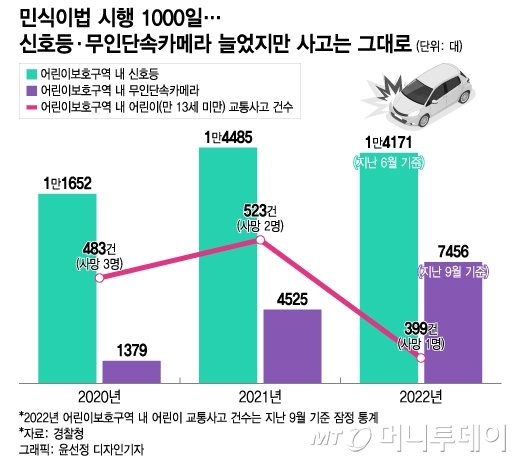 민식이법 시행 1000일…
신호등·무인단속카메라 늘었지만 사고는 그대로 (단위: 대)
어린이보호구역 내 신호등
어린이보호구역 내 무인단속카메라
어린이보호구역 내 어린이(만 13세 미만) 교통사고 건수
1만1652
1만4485
1만4171
(지난 6월 기준)
483건
(사망 3명)
523건
(사망 2명)
7456
(지난 9월 기준)
4525
399건
(사망 1명)
1379
2020년
2021년
2022년
*2022년 어린이보호구역 내 어린이 교통사고 건수는 지난 9월 기준 잠정 통계
*자료: 경찰청
그래픽: 윤선정 디자인기자
MT 머니투데이